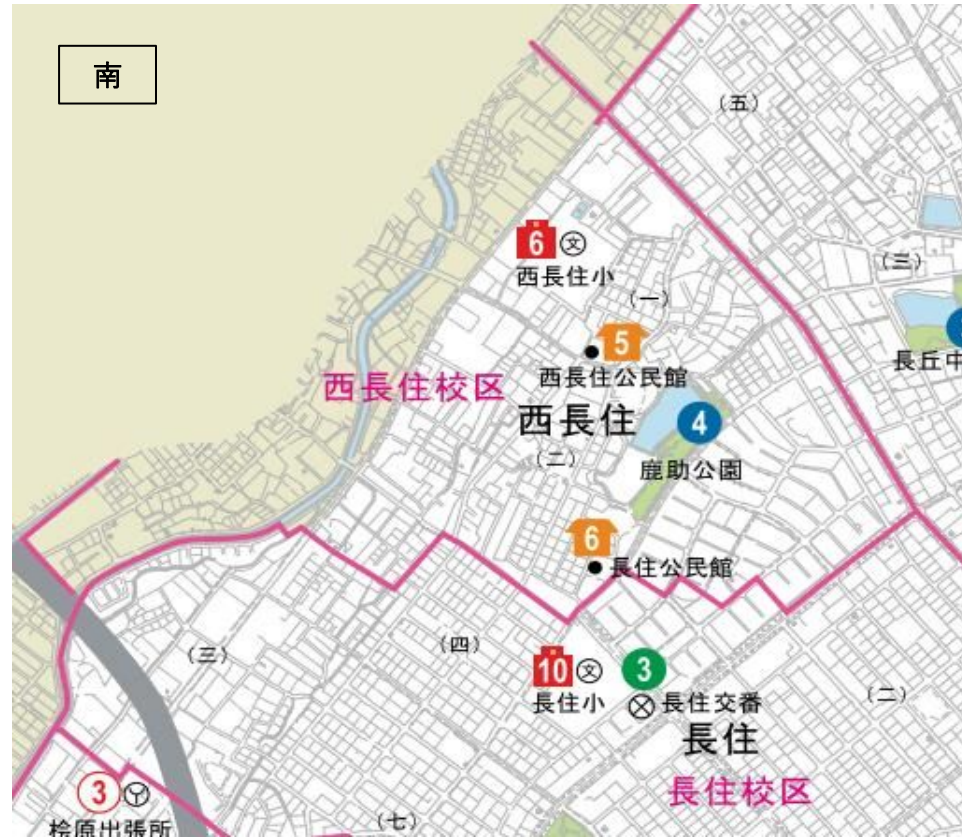 南
(五)
6
西長住小
(三)
(一)
5
西長住公民館
長丘中
西長住校区
西長住
4
(二)
鹿助公園
6
長住公民館
(三)
(四)
10
3
長住小
長住交番
(二)
長住
長住校区
3
桧原出張所
(七)